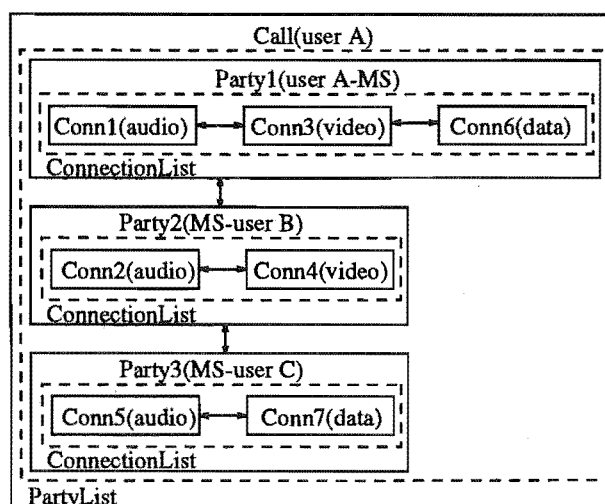 Call(user A)
Party1(user A-MS)
Conn1(audio) Conn3(video) Conn6(data)
ConnectionList
Party2(MS-user B)
Conn2(audio) Conn4(video)
ConnectionList
Party3(MS-user C)
Conn5(audio) Conn7(data)
ConnectionList
PartyList